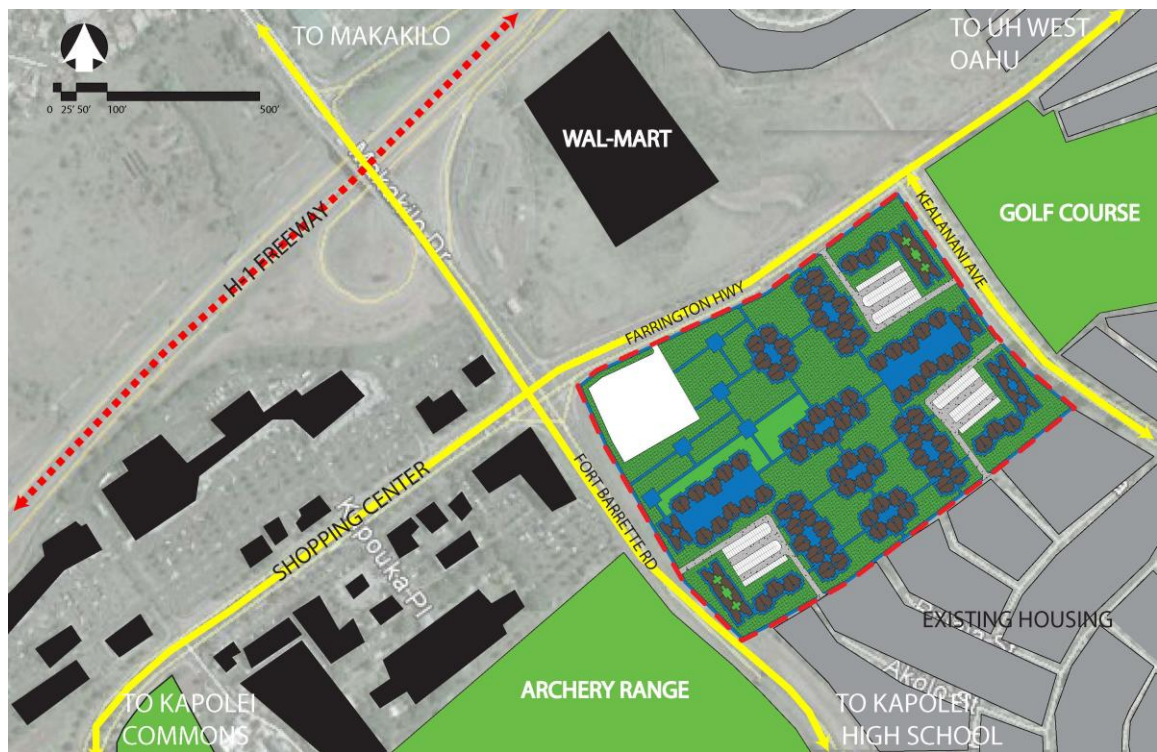 TO MAKAKILO
TO UH WEST
OAHU
0 25' 50' 100' 500'
WAL-MART
Makakilo Dr
GOLF COURSE
KEALANANI AVE
H-1 FREEWAY
FARRINGTON HWY
SHOPPING CENTER
FORT BARRETTE RD
Kipouka Pl
EXISTING HOUSING
ARCHERY RANGE
TO KAPOLEI
COMMONS
TO KAPOLEI
HIGH SCHOOL